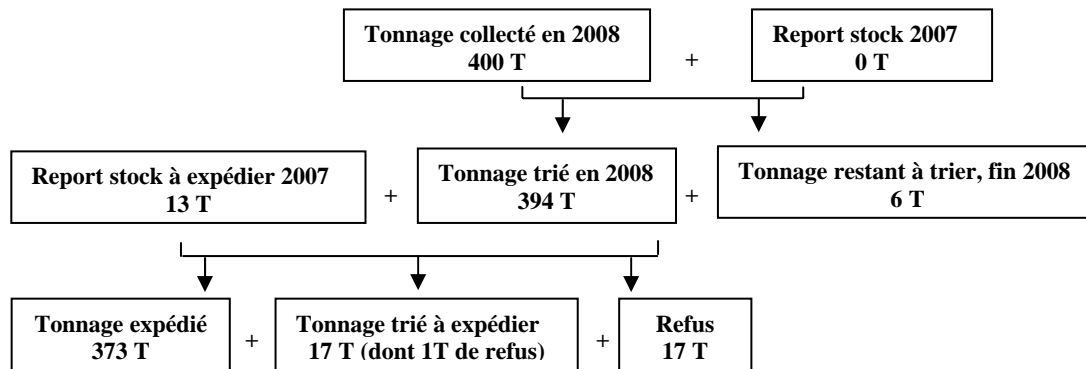 Tonnage collecté en 2008
400 T
+
Report stock 2007
0 T
Report stock à expédier 2007
13 T
+
Tonnage trié en 2008
394 T
+
Tonnage restant à trier, fin 2008
6 T
Tonnage expédié
373 T
+
Tonnage trié à expédier
17 T (dont 1T de refus)
+
Refus
17 T